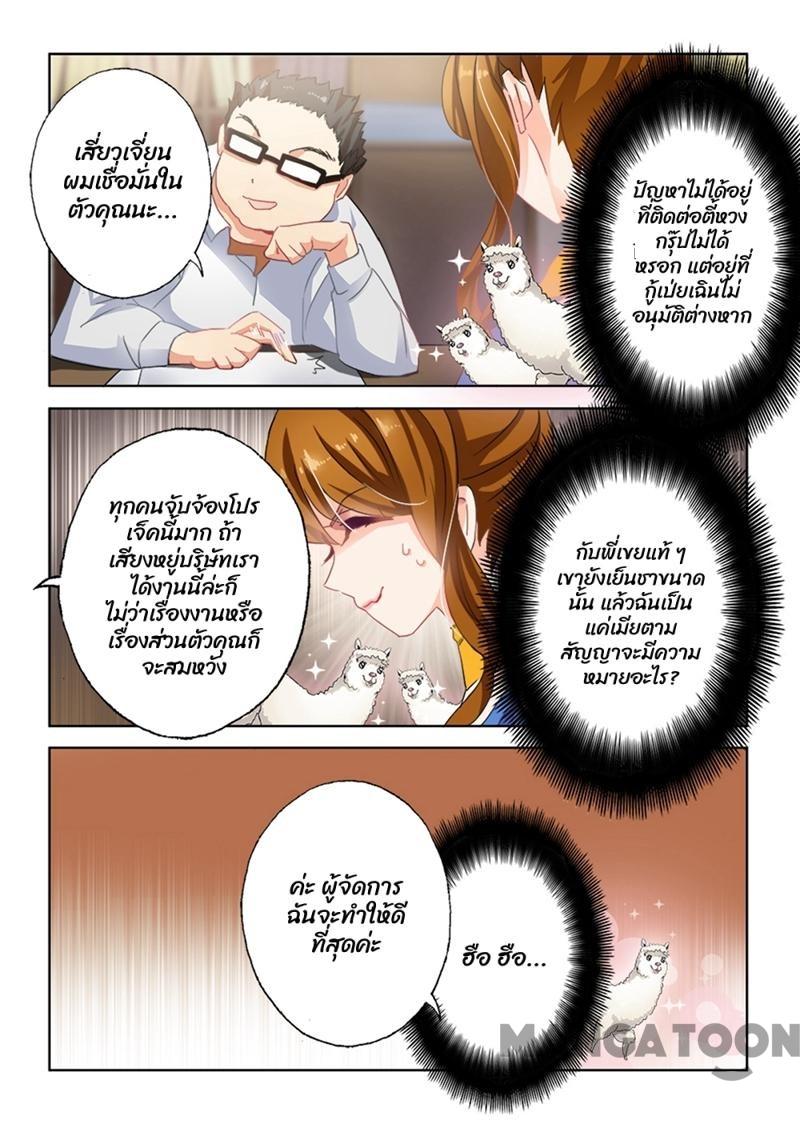 เสี่ยวเจี่ยน
ผมเชื่อมั่นใน
ตัวคุณนะ...
ปัญหาไม่ได้อยู่
ที่ติดต่อตี้หวง
กรุ๊ปไม่ได้
หรอก แต่อยู่ที่
กู้เป่ยเฉินไม่
อนุมัติต่างหาก
ทุกคนจับจ้องโปร
เจ็คนี้มาก ถ้า
เสียงหยู่บริษัทเรา
ได้งานนี้ล่ะก็
ไม่ว่าเรื่องงานหรือ
เรื่องส่วนตัวคุณก็
จะสมหวัง
กับพี่เขยแท้ ๆ
เขายังเย็นชาขนาด
นั้น แล้วฉันเป็น
แค่เมียตาม
สัญญาจะมีความ
หมายอะไร?
ค่ะ ผู้จัดการ
ฉันจะทำให้ดี
ที่สุดค่ะ
ฮือ ฮือ...
MANGATOON